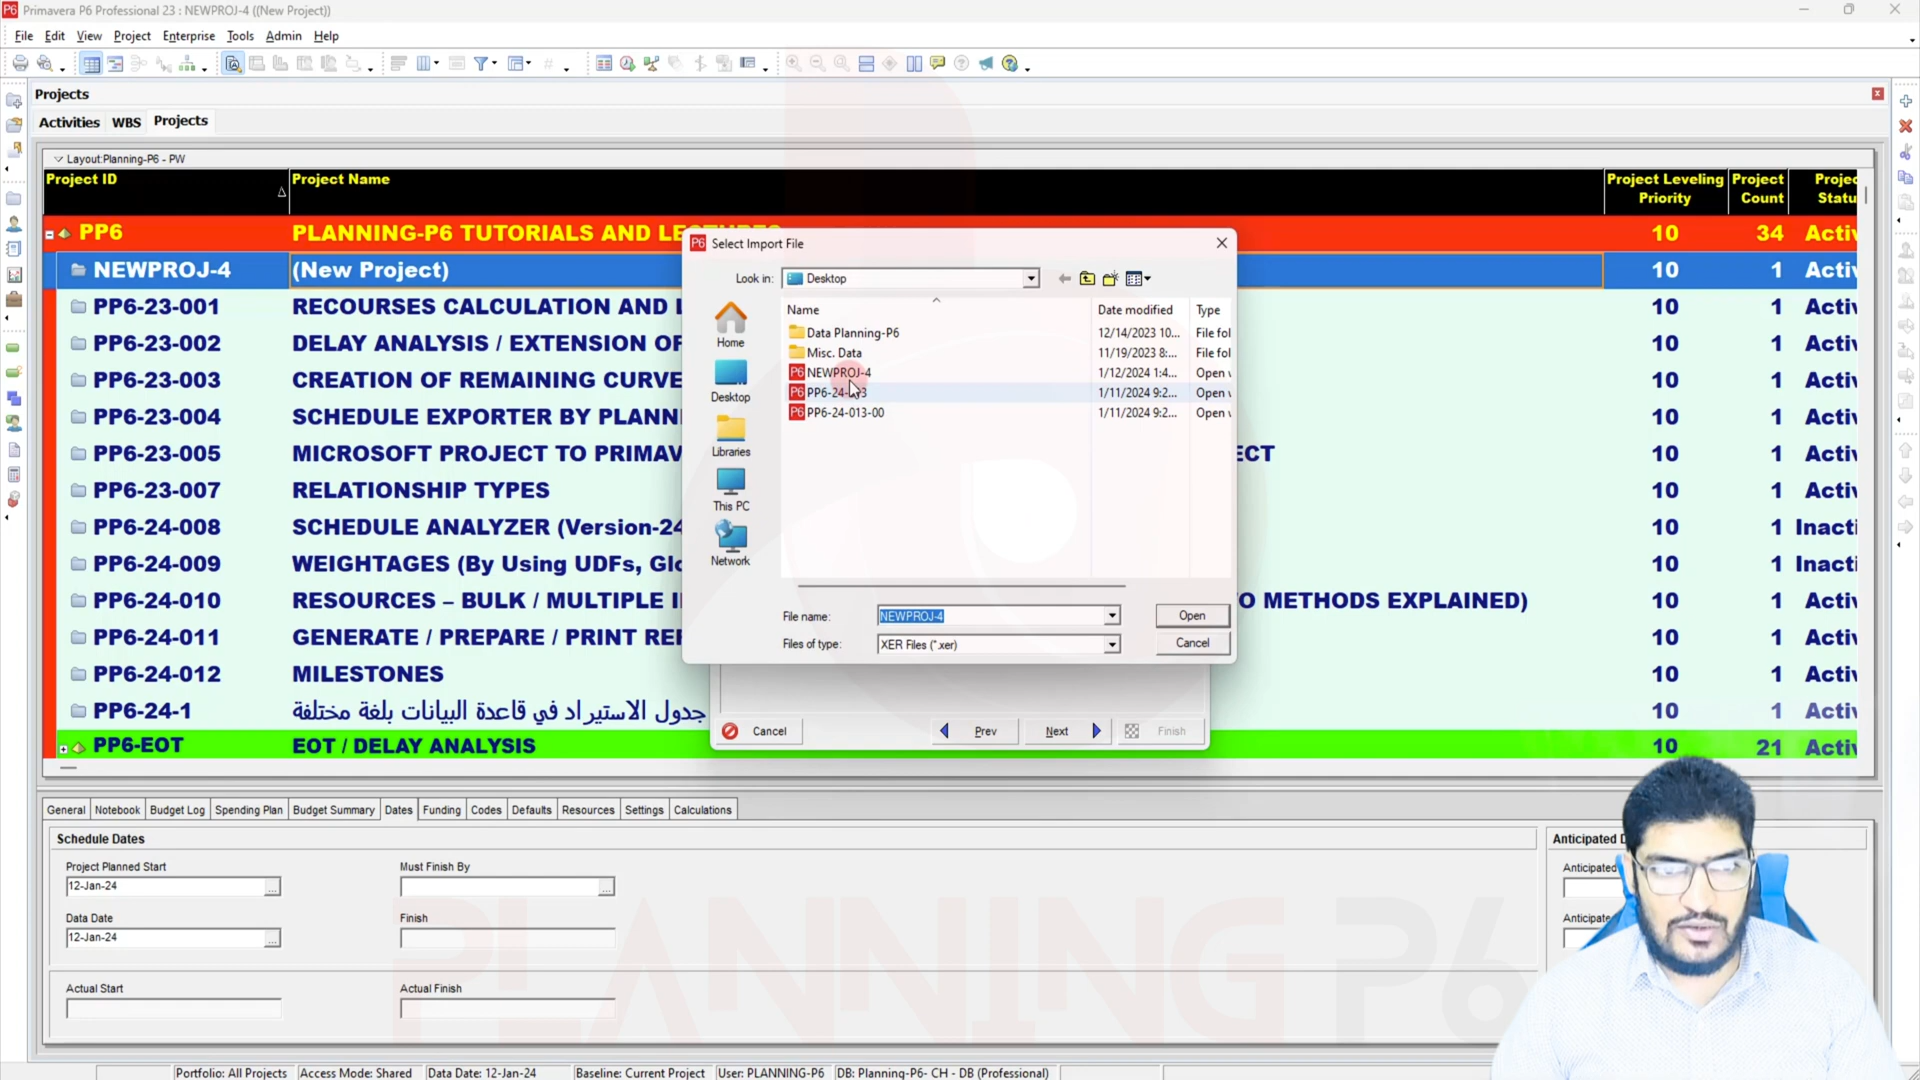 Primavera P6 Professional 23 : NEWPROJ-4 ((New Project))
File Edit View Project Enterprise Tools Admin Help
Projects
Activities WBS Projects
Layout:Planning-P6 - PW
Project ID Project Name Project Leveling Priority Project Count
PP6 PLANNING-P6 TUTORIALS AND LECTURES 10 34
NEWPROJ-4 (New Project) 10 1
PP6-23-001 RECOURSES CALCULATION AND 10 1
PP6-23-002 DELAY ANALYSIS / EXTENSION OF 10 1
PP6-23-003 CREATION OF REMAINING CURVE 10 1
PP6-23-004 SCHEDULE EXPORTER BY 10 1
PP6-23-005 MICROSOFT PROJECT TO 10 1
PP6-23-007 RELATIONSHIP TYPES 10 1
PP6-24-008 SCHEDULE ANALYZER 10 1
PP6-24-009 WEIGHTAGES (By Using UDFs, 10 1
PP6-24-010 RESOURCES – BULK / MULTIPLE METHODS EXPLAINED) 10 1
PP6-24-011 GENERATE / PREPARE / PRINT 10 1
PP6-24-012 MILESTONES 10 1
PP6-24-1 جدول الاستيراد في قاعدة البيانات بلغة مختلفة 10 1
PP6-EOT EOT / DELAY ANALYSIS 10 21
Select Import File
Look in: Desktop
Name Date modified Type
Data Planning-P6 12/14/2023 10... File fol
Misc. Data 11/19/2023 8:... File fol
NEWPROJ-4 1/12/2024 1:4... Open
1/11/2024 9:2... Open
PP6-24-013-00 1/11/2024 9:2... Open
Home
Desktop
Libraries
This PC
Network
File name: NEWPROJ-4 Open
Files of type: XER Files (*.xer) Cancel
Cancel Prev Next Finish
General Notebook Budget Log Spending Plan Budget Summary Dates Funding Codes Defaults Resources Settings Calculations
Schedule Dates
Anticipated
Project Planned Start Must Finish By Anticipated
12-Jan-24 ... ...
Data Date Finish
12-Jan-24 ...
Actual Start Actual Finish
PLANNING P6
Portfolio: All Projects Access Mode: Shared Data Date: 12-Jan-24 Baseline: Current Project User: PLANNING-P6 DB: Planning-P6- CH - DB (Professional)